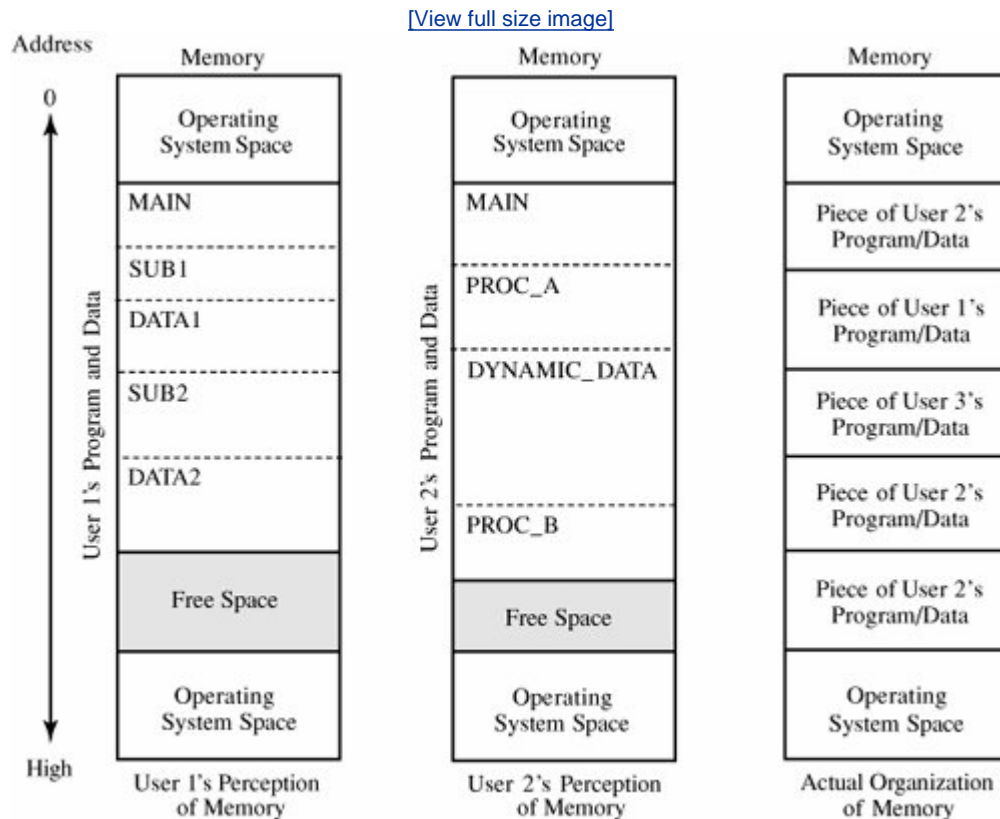 [View full size image]
Address
0
High
User 1's Program and Data
Memory
Operating
System Space
MAIN
SUB1
DATA1
SUB2
DATA2
Free Space
Operating
System Space
User 1's Perception
of Memory
User 2's Program and Data
Memory
Operating
System Space
MAIN
PROC_A
DYNAMIC_DATA
PROC_B
Free Space
Operating
System Space
User 2's Perception
of Memory
Memory
Operating
System Space
Piece of User 2's
Program/Data
Piece of User 1's
Program/Data
Piece of User 3's
Program/Data
Piece of User 2's
Program/Data
Piece of User 2's
Program/Data
Operating
System Space
Actual Organization
of Memory